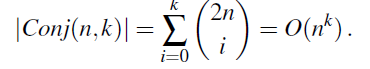 |Conj(n,k)| = \sum_{i=0}^{k} \binom{2n}{i} = O(n^k).